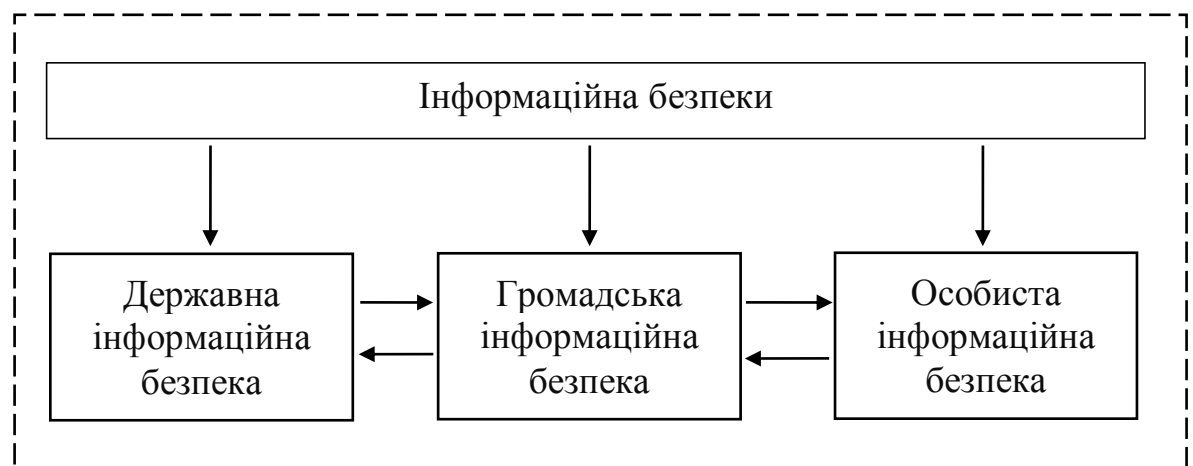 Інформаційна безпеки
Державна
інформаційна
безпека
Громадська
інформаційна
безпека
Особиста
інформаційна
безпека